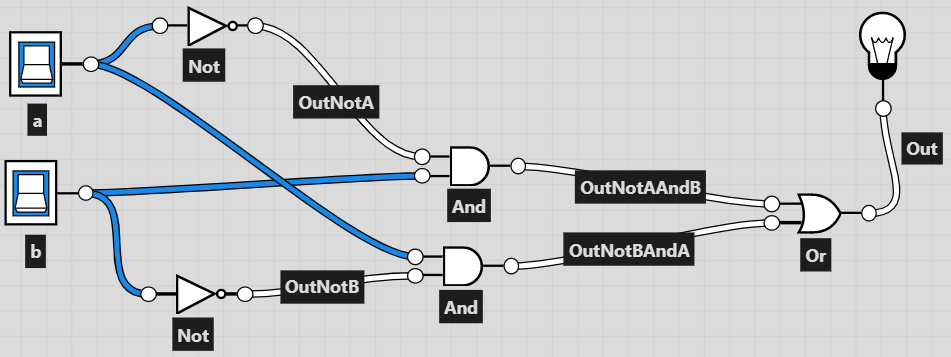 Not
a
OutNotA
Out
And
OutNotAAndB
b
OutNotBAndA
Or
OutNotB
And
Not